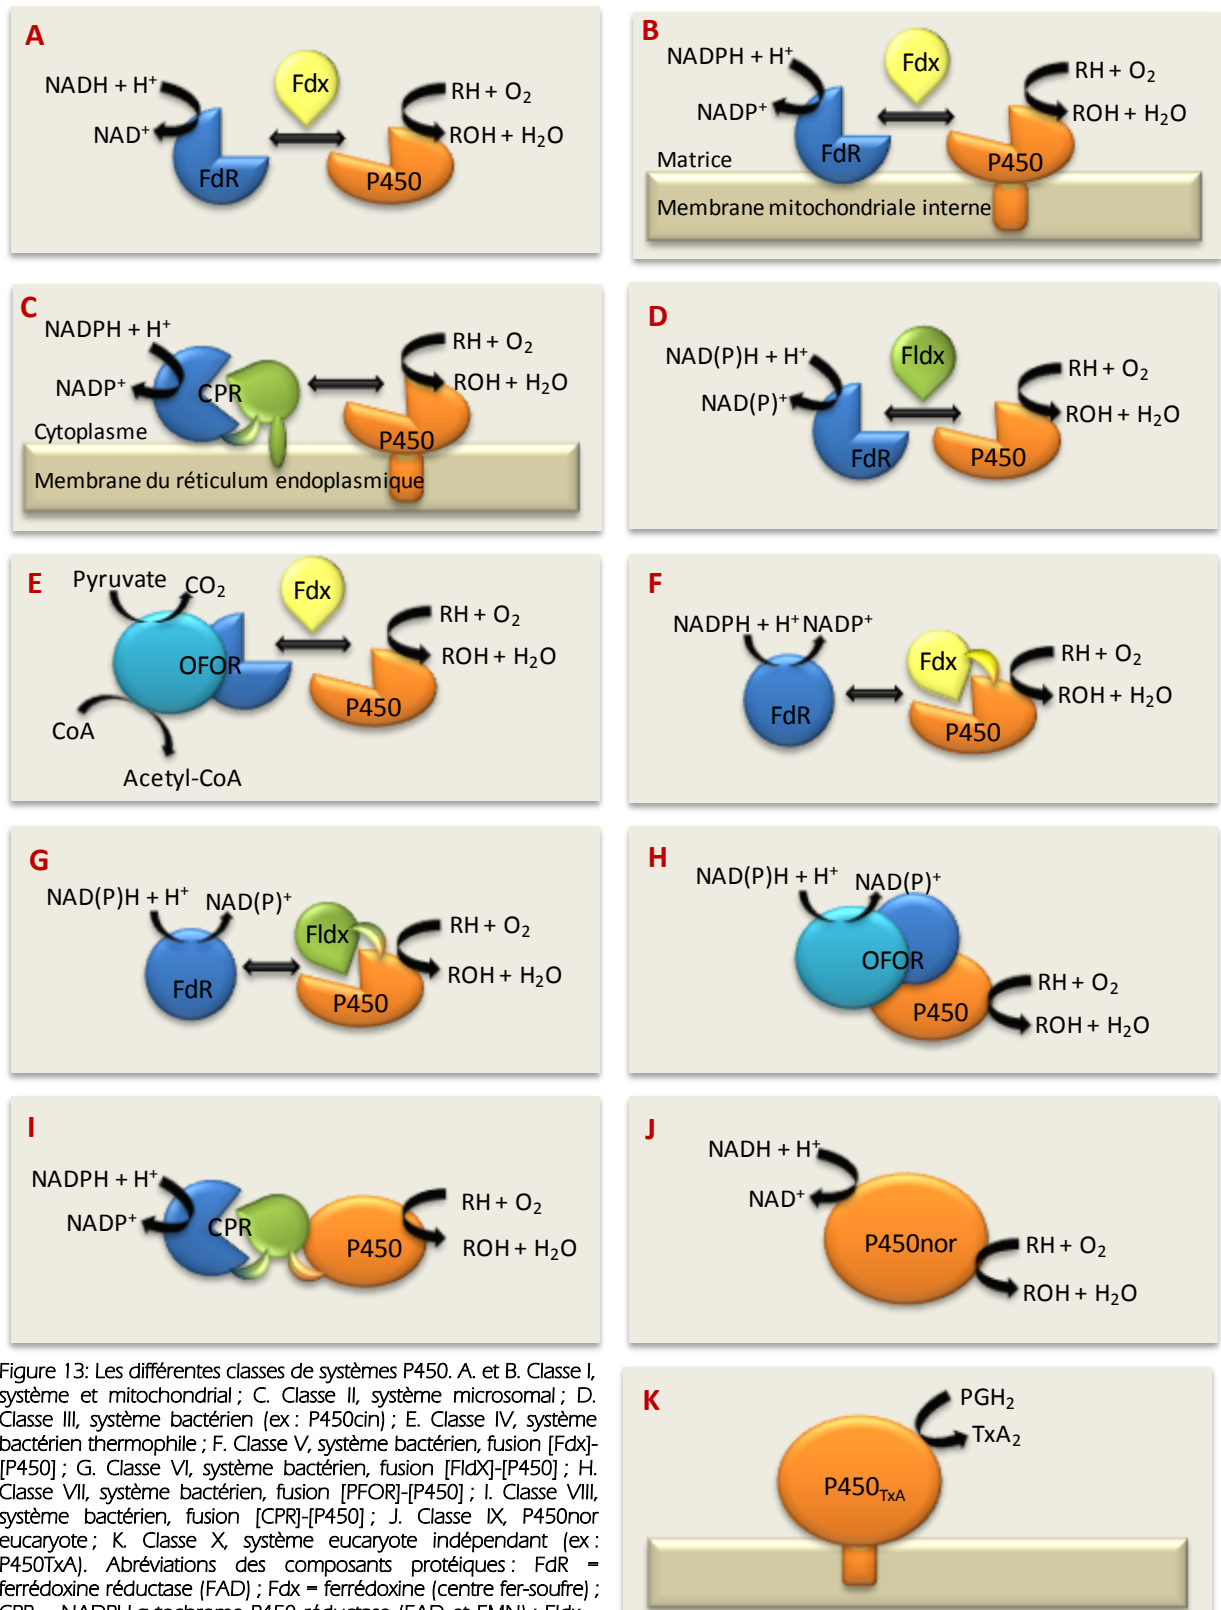 A
NADH + H⁺
NAD⁺
Fdx
FdR
P450
RH + O₂
ROH + H₂O
B
NADPH + H⁺
NADP⁺
Fdx
FdR
P450
RH + O₂
ROH + H₂O
Matrice
Membrane mitochondriale interne
C
NADPH + H⁺
NADP⁺
CPR
P450
RH + O₂
ROH + H₂O
Cytoplasme
Membrane du réticulum endoplasmique
D
NAD(P)H + H⁺
NAD(P)⁺
Fldx
FdR
P450
RH + O₂
ROH + H₂O
E
Pyruvate
CO₂
OFOR
CoA
Acetyl-CoA
Fdx
P450
RH + O₂
ROH + H₂O
F
NADPH + H⁺ NADP⁺
FdR
Fdx
P450
RH + O₂
ROH + H₂O
G
NAD(P)H + H⁺
NAD(P)⁺
FdR
Fldx
P450
RH + O₂
ROH + H₂O
H
NAD(P)H + H⁺
NAD(P)⁺
OFOR
P450
RH + O₂
ROH + H₂O
I
NADPH + H⁺
NADP⁺
CPR
P450
RH + O₂
ROH + H₂O
J
NADH + H⁺
NAD⁺
P450nor
RH + O₂
ROH + H₂O
Figure 13: Les différentes classes de systèmes P450. A. et B. Classe I,
système et mitochondrial ; C. Classe II, système microsomal ; D.
Classe III, système bactérien (ex : P450cin) ; E. Classe IV, système
bactérien thermophile ; F. Classe V, système bactérien, fusion [Fdx]-
[P450] ; G. Classe VI, système bactérien, fusion [FldX]-[P450] ; H.
Classe VII, système bactérien, fusion [PFOR]-[P450] ; I. Classe VIII,
système bactérien, fusion [CPR]-[P450] ; J. Classe IX, P450nor
eucaryote ; K. Classe X, système eucaryote indépendant (ex :
P450TxA). Abréviations des composants protéiques : FdR =
ferrédoxine réductase (FAD) ; Fdx = ferrédoxine (centre fer-soufre) ;
K
PGH₂
TxA₂
P450TxA